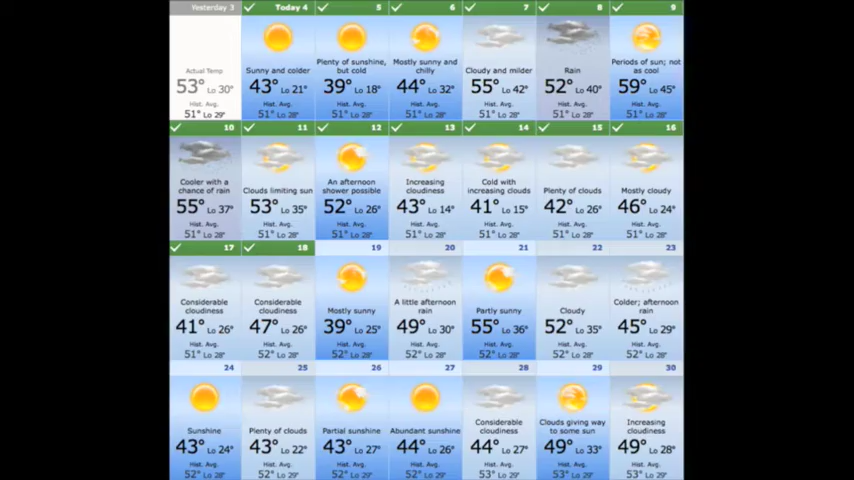 Yesterday 3
Today 4
5
6
7
8
9
Actual Temp
53° Lo 30°
Hist. Avg.
51° Lo 29°
Sunny and colder
43° Lo 21°
Hist. Avg.
51° Lo 28°
Plenty of sunshine,
but cold
39° Lo 18°
Hist. Avg.
51° Lo 28°
Mostly sunny and
chilly
44° Lo 32°
Hist. Avg.
51° Lo 28°
Cloudy and milder
55° Lo 42°
Hist. Avg.
51° Lo 28°
Rain
52° Lo 40°
Hist. Avg.
51° Lo 28°
Periods of sun; not
as cool
59° Lo 45°
Hist. Avg.
51° Lo 28°
10
11
12
13
14
15
16
Cooler with a
chance of rain
55° Lo 37°
Hist. Avg.
51° Lo 28°
Clouds limiting sun
53° Lo 35°
Hist. Avg.
51° Lo 28°
An afternoon
shower possible
52° Lo 26°
Hist. Avg.
51° Lo 28°
Increasing
cloudiness
43° Lo 14°
Hist. Avg.
51° Lo 28°
Cold with
increasing clouds
41° Lo 15°
Hist. Avg.
51° Lo 28°
Plenty of clouds
42° Lo 26°
Hist. Avg.
51° Lo 28°
Mostly cloudy
46° Lo 24°
Hist. Avg.
51° Lo 28°
17
18
19
20
21
22
23
Considerable
cloudiness
41° Lo 26°
Hist. Avg.
51° Lo 28°
Considerable
cloudiness
47° Lo 26°
Hist. Avg.
52° Lo 28°
Mostly sunny
39° Lo 25°
Hist. Avg.
52° Lo 28°
A little afternoon
rain
49° Lo 30°
Hist. Avg.
52° Lo 28°
Partly sunny
55° Lo 36°
Hist. Avg.
52° Lo 28°
Cloudy
52° Lo 35°
Hist. Avg.
52° Lo 28°
Colder; afternoon
rain
45° Lo 29°
Hist. Avg.
52° Lo 28°
24
25
26
27
28
29
30
Sunshine
43° Lo 24°
Hist. Avg.
52° Lo 28°
Plenty of clouds
43° Lo 22°
Hist. Avg.
52° Lo 29°
Partial sunshine
43° Lo 27°
Hist. Avg.
52° Lo 29°
Abundant sunshine
44° Lo 26°
Hist. Avg.
52° Lo 29°
Considerable
cloudiness
44° Lo 27°
Hist. Avg.
53° Lo 29°
Clouds giving way
to some sun
49° Lo 33°
Hist. Avg.
53° Lo 29°
Increasing
cloudiness
49° Lo 28°
Hist. Avg.
53° Lo 29°